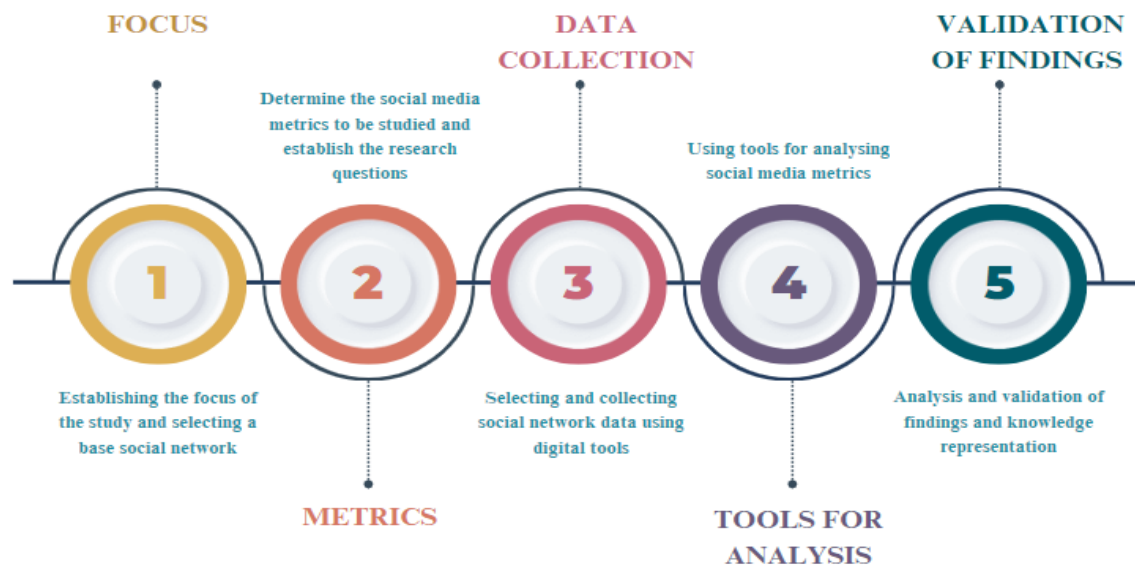 FOCUS
1
Establishing the focus of
the study and selecting a
base social network
Determine the social media
metrics to be studied and
establish the research
questions
2
METRICS
DATA
COLLECTION
3
Selecting and collecting
social network data using
digital tools
Using tools for analysing
social media metrics
4
TOOLS FOR
ANALYSIS
VALIDATION
OF FINDINGS
5
Analysis and validation of
findings and knowledge
representation